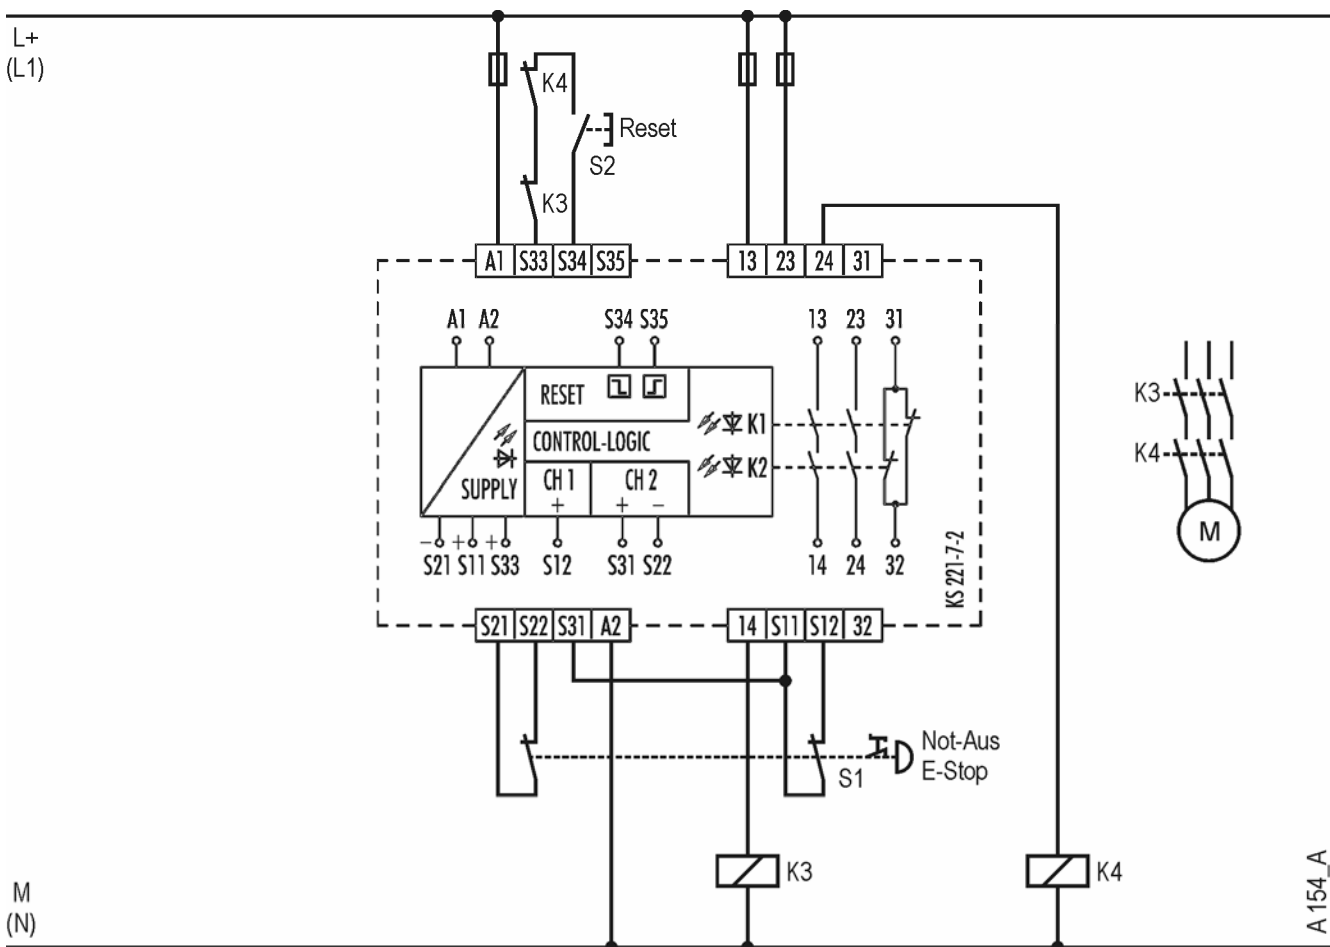 L+
(L1)
K4
Reset
S2
K3
A1 S33 S34 S35
13 23 24 31
A1 A2 S34 S35 13 23 31
RESET
K1
CONTROL-LOGIC
K2
SUPPLY
CH 1 CH 2
+ + −
− + +
S21 S11 S33 S12 S31 S22 14 24 32
KS 221-7-2
K3
K4
M
S21 S22 S31 A2
14 S11 S12 32
Not-Aus
E-Stop
S1
K3
K4
M
(N)
A154_A